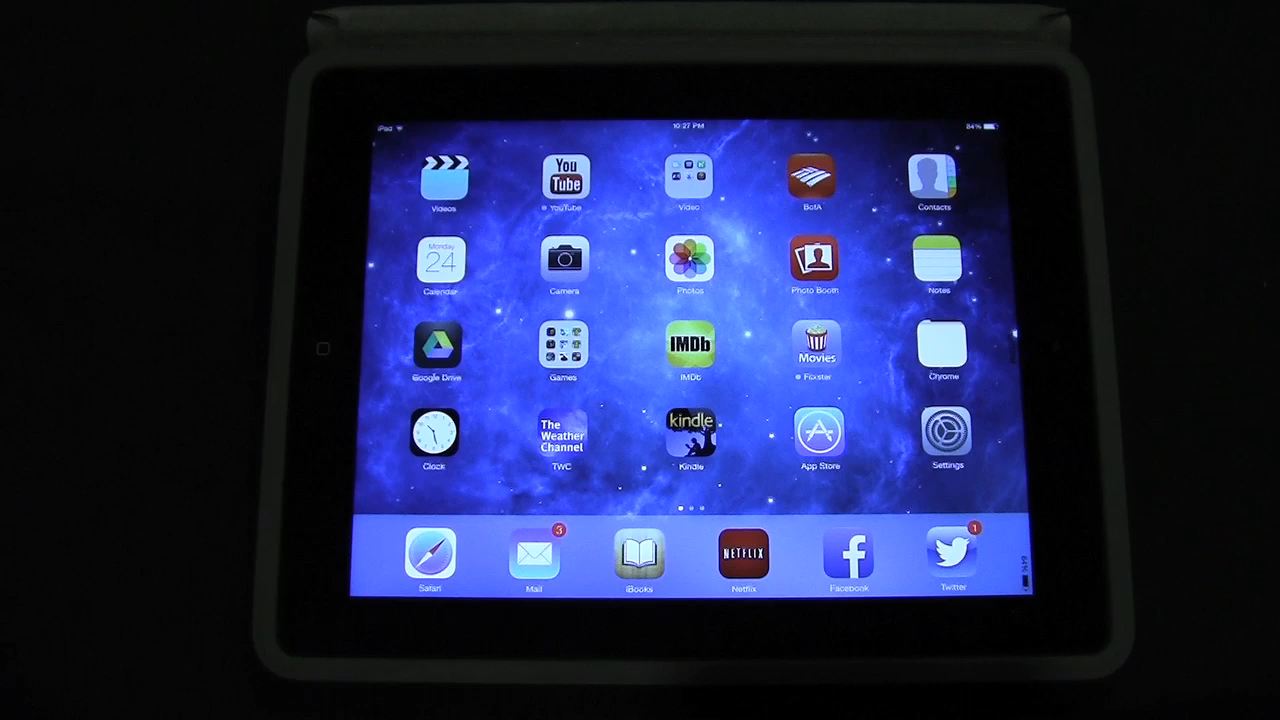 iPad 10:27 PM 84%
You Tube
Videos YouTube Video BofA Contacts
Monday
24
Calendar Camera Photos Photo Booth Notes
IMDb Movies
Google Drive Games IMDb Foxster Chrome
The Weather Channel kindle
Clock TWC Kindle App Store Settings
3 1
NETFLIX f
Safari Mail iBooks Netflix Facebook Twitter
84%